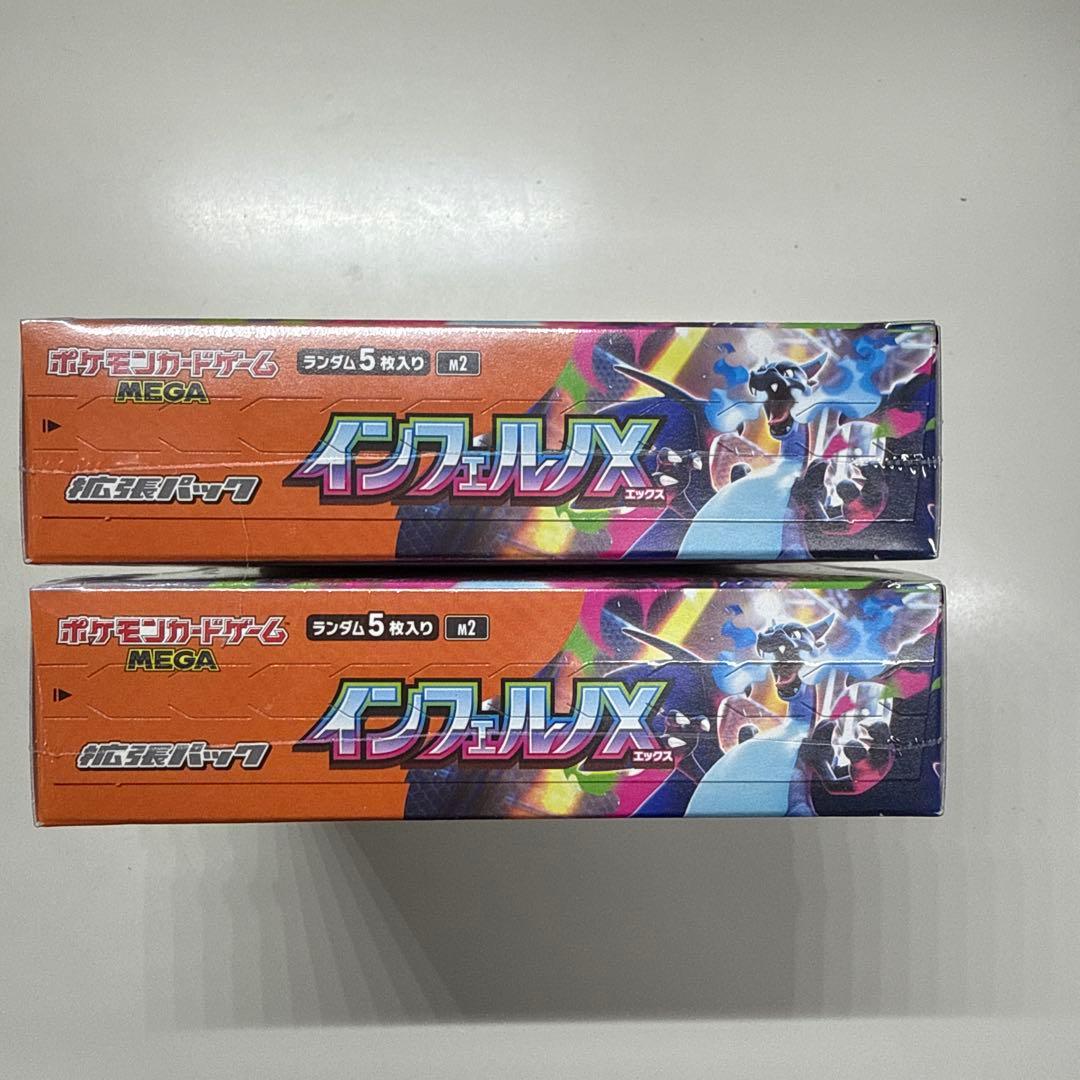 ポケモンカードゲーム
MEGA
ランダム5枚入り
M2
拡張パック
インフェルノX
エックス
ポケモンカードゲーム
MEGA
ランダム5枚入り
M2
拡張パック
インフェルノX
エックス